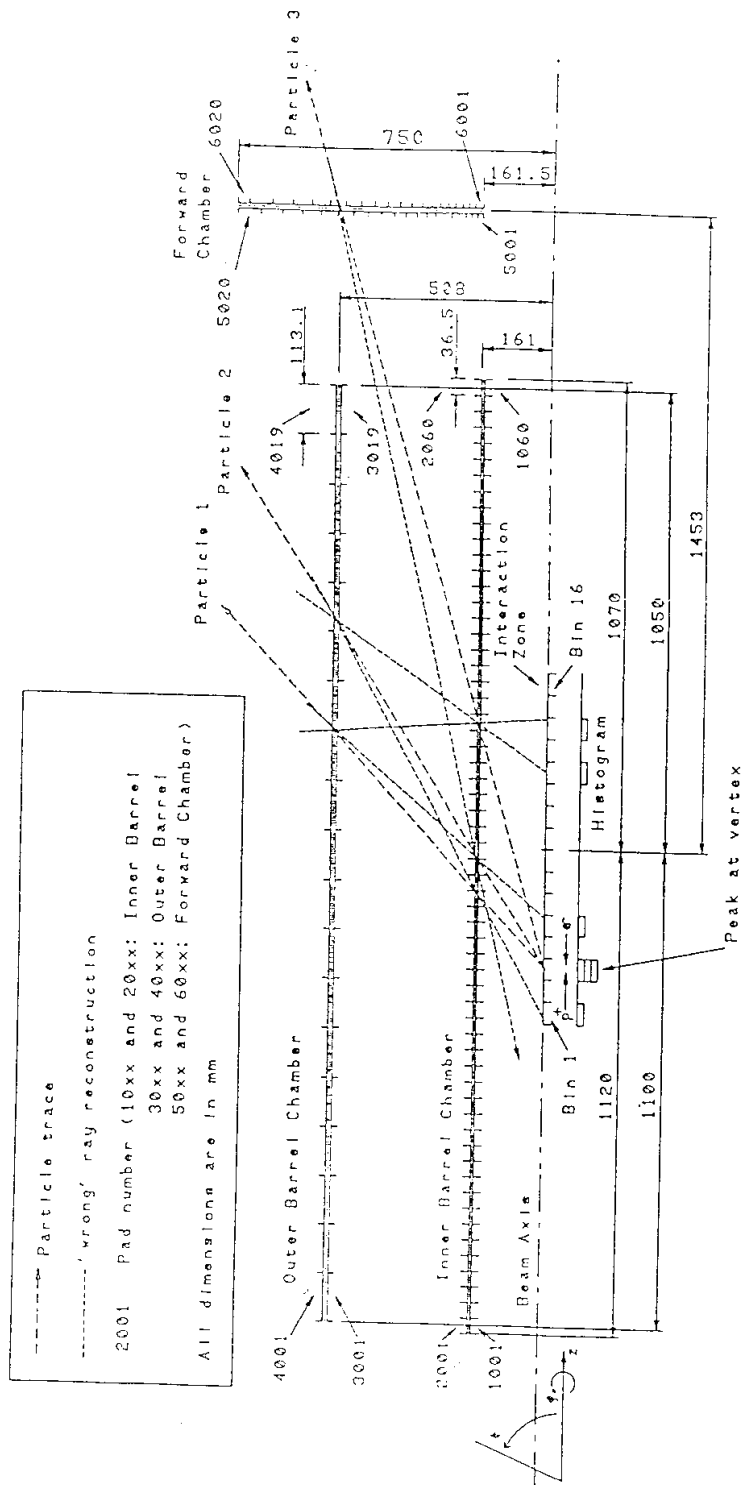 Particle trace
'wrong' ray reconstruction
2001 Pad number (10xx and 20xx: Inner Barrel
30xx and 40xx: Outer Barrel
50xx and 60xx: Forward Chamber)
All dimensions are in mm
Particle 1
Particle 2
Particle 3
Forward
Chamber
6020
5020
750
6001
161.5
5001
508
113.1
4019
3019
36.5
2060
1060
161
Outer Barrel Chamber
4001
3001
Inner Barrel Chamber
2001
1001
Beam Axis
Interaction
Zone
Bin 16
Bin 1
p+
e-
Histogram
Peak at vertex
1453
1070
1050
1120
1100
z